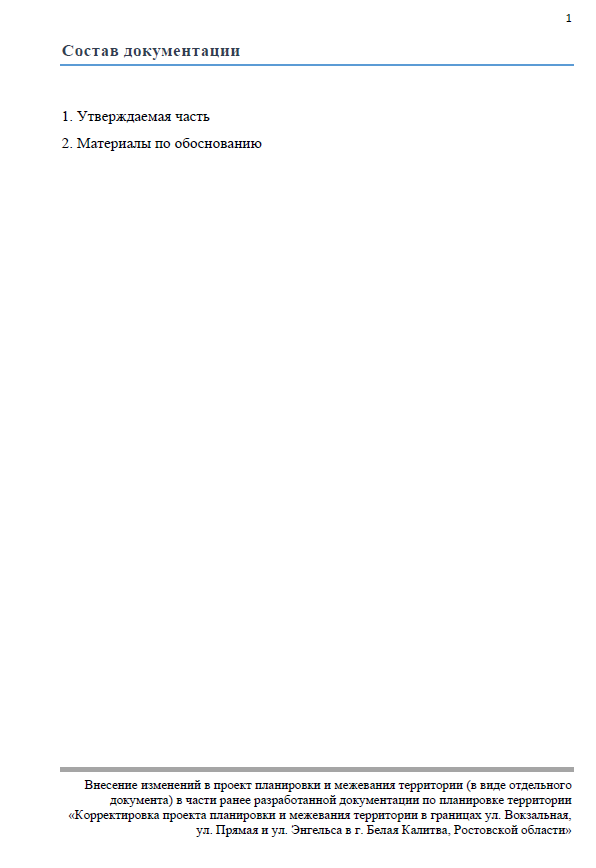 1
Состав документации
1. Утверждаемая часть
2. Материалы по обоснованию
Внесение изменений в проект планировки и межевания территории (в виде отдельного
документа) в части ранее разработанной документации по планировке территории
«Корректировка проекта планировки и межевания территории в границах ул. Вокзальная,
ул. Прямая и ул. Энгельса в г. Белая Калитва, Ростовской области»